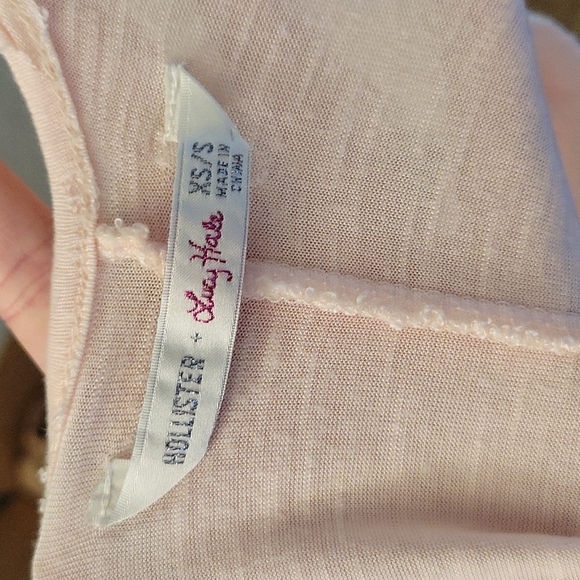 HOLLISTER + Lucy Hale XS/S
MADE IN
CHINA